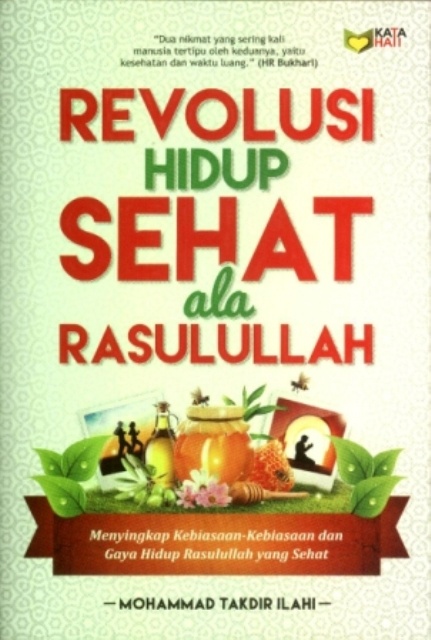 "Dua nikmat yang sering kali
manusia tertipu oleh keduanya, yaitu
kesehatan dan waktu luang." (HR Bukhari)
KATA
HATI
REVOLUSI
HIDUP
SEHAT
ala
RASULULLAH
Menyingkap Kebiasaan-Kebiasaan dan
Gaya Hidup Rasulullah yang Sehat
—MOHAMMAD TAKDIR ILAHI—